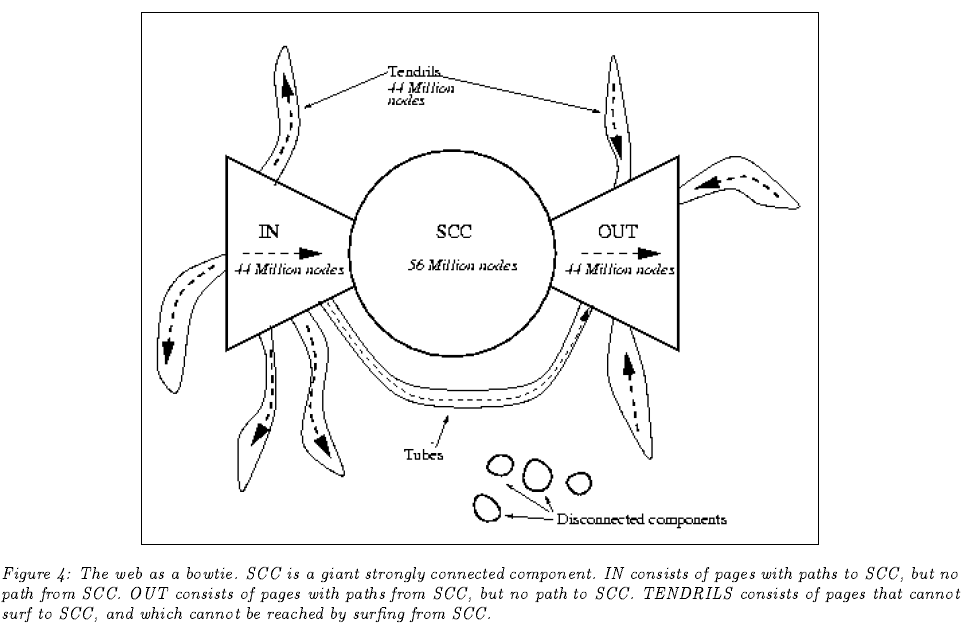 Tendrils
44 Million
nodes
IN
44 Million nodes
SCC
56 Million nodes
OUT
44 Million nodes
Tubes
Disconnected components
Figure 4: The web as a bowtie. SCC is a giant strongly connected component. IN consists of pages with paths to SCC, but no
path from SCC. OUT consists of pages with paths from SCC, but no path to SCC. TENDRILS consists of pages that cannot
surf to SCC, and which cannot be reached by surfing from SCC.